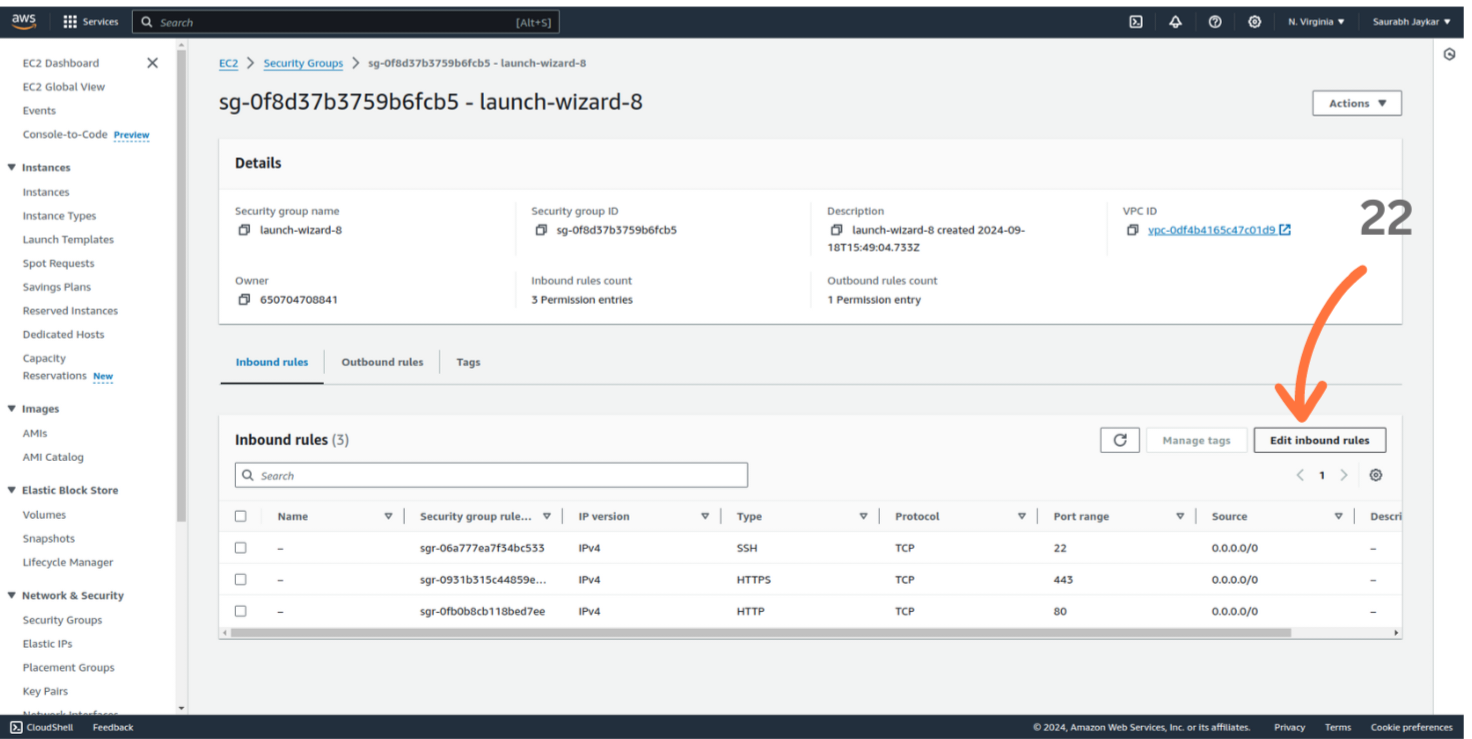 aws Services Search [Alt+S] N. Virginia Saurabh Jaykar
EC2 Dashboard
EC2 Global View
Events
Console-to-Code Preview
Instances
Instances
Instance Types
Launch Templates
Spot Requests
Savings Plans
Reserved Instances
Dedicated Hosts
Capacity
Reservations New
Images
AMIs
AMI Catalog
Elastic Block Store
Volumes
Snapshots
Lifecycle Manager
Network & Security
Security Groups
Elastic IPs
Placement Groups
Key Pairs
Network Interfaces
EC2 > Security Groups > sg-0f8d37b3759b6fcb5 - launch-wizard-8
sg-0f8d37b3759b6fcb5 - launch-wizard-8
Actions
Details
Security group name
launch-wizard-8
Security group ID
sg-0f8d37b3759b6fcb5
Description
launch-wizard-8 created 2024-09-
18T15:49:04.733Z
VPC ID
vpc-0df4b4165c47c01d9
22
Owner
650704708841
Inbound rules count
3 Permission entries
Outbound rules count
1 Permission entry
Inbound rules Outbound rules Tags
Inbound rules (3)
Manage tags Edit inbound rules
Search
1
Name Security group rule... IP version Type Protocol Port range Source Descri
– sgr-06a777ea7f34bc533 IPv4 SSH TCP 22 0.0.0.0/0 –
– sgr-0931b315c44859e... IPv4 HTTPS TCP 443 0.0.0.0/0 –
– sgr-0fb0b8cb118bed7ee IPv4 HTTP TCP 80 0.0.0.0/0 –
CloudShell Feedback © 2024, Amazon Web Services, Inc. or its affiliates. Privacy Terms Cookie preferences